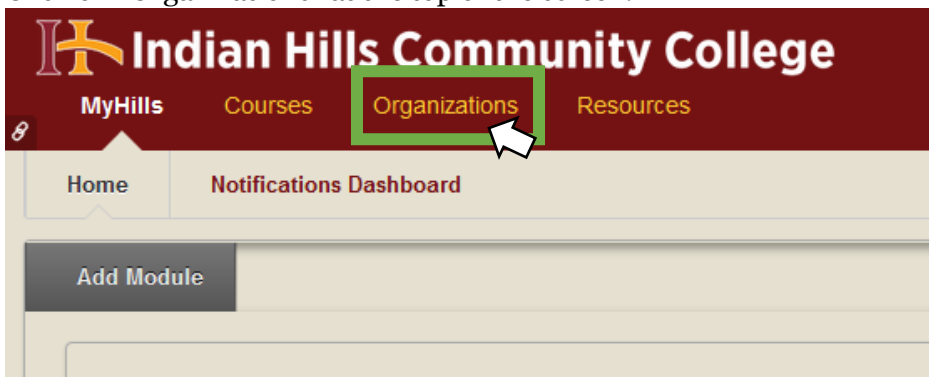 Indian Hills Community College
MyHills Courses Organizations Resources
Home Notifications Dashboard
Add Module